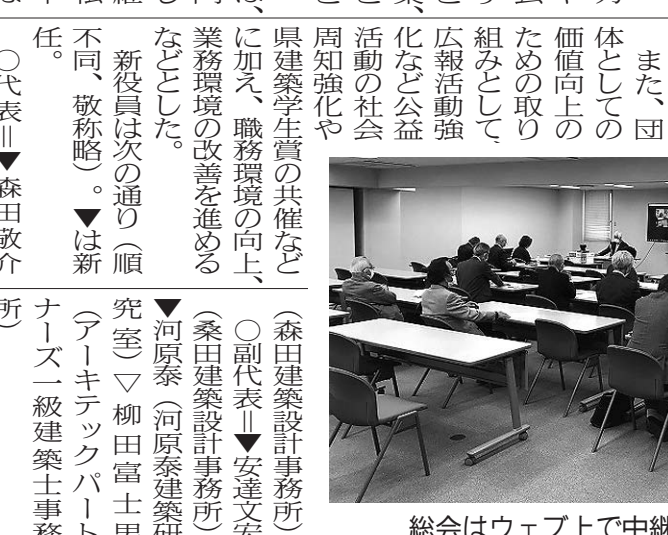 また、団
体としての
価値向上の
ための取り
組みとして、
広報活動強
化など公益
活動の社会
周知強化や
県建築学生賞の共催など
に加え、職務環境の向上、
業務環境の改善を進める
などとした。
新役員は次の通り（順
不同、敬称略）。▼は新
任。
○代表＝▼森田敬介
（森田建築設計事務所）
○副代表＝▼安達文宏
（桑田建築設計事務所）
▼河原泰（河原泰建築研
究室）▽柳田富士男
（アーキテックパート
ナーズ一級建築士事務
所）
総会はウェブ上で中継